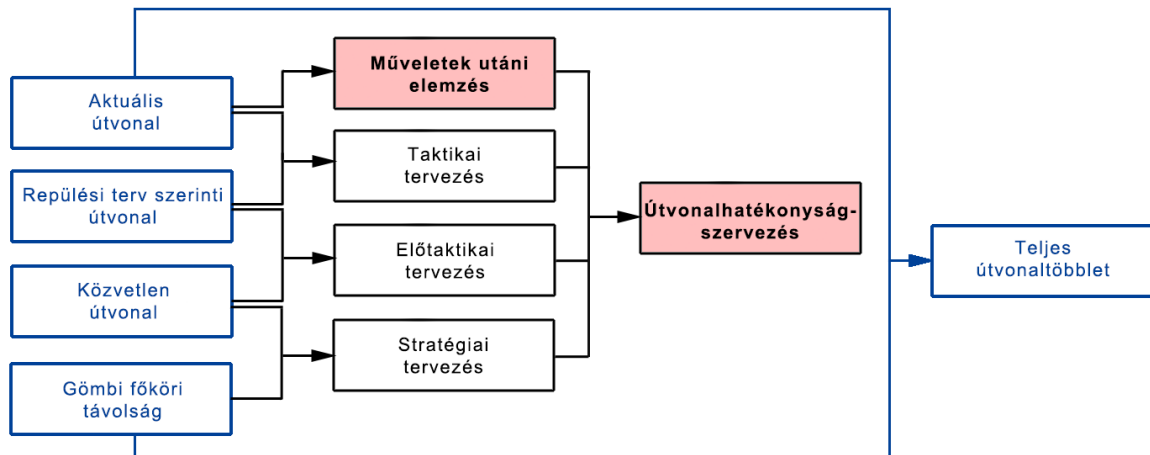 Aktuális
útvonal
Repülési terv szerinti
útvonal
Közvetlen
útvonal
Gömbi főköri
távolság
Műveletek utáni
elemzés
Taktikai
tervezés
Előtaktikai
tervezés
Stratégiai
tervezés
Útvonalhatékonyság-
szervezés
Teljes
útvonaltöbblet